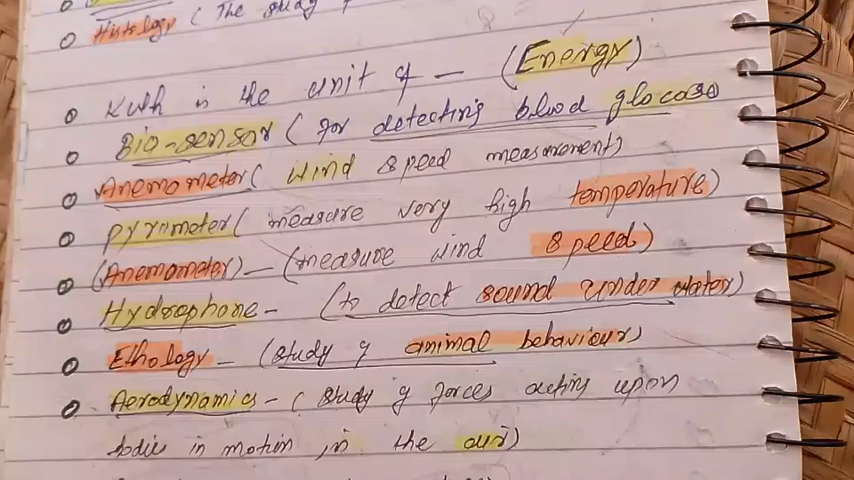 Histology ( The study
KWh is the unit of — (Energy)
Bio-sensor ( for detecting blood glocose
Anemometer ( wind speed measurement)
pyrometer ( measure very high temperature)
(Anemometer) — (measure wind speed)
Hydrophone - (to detect sound under water)
Ethology - (study of animal behaviour)
Aerodynamics - ( study of forces acting upon
bodies in motion in the air)